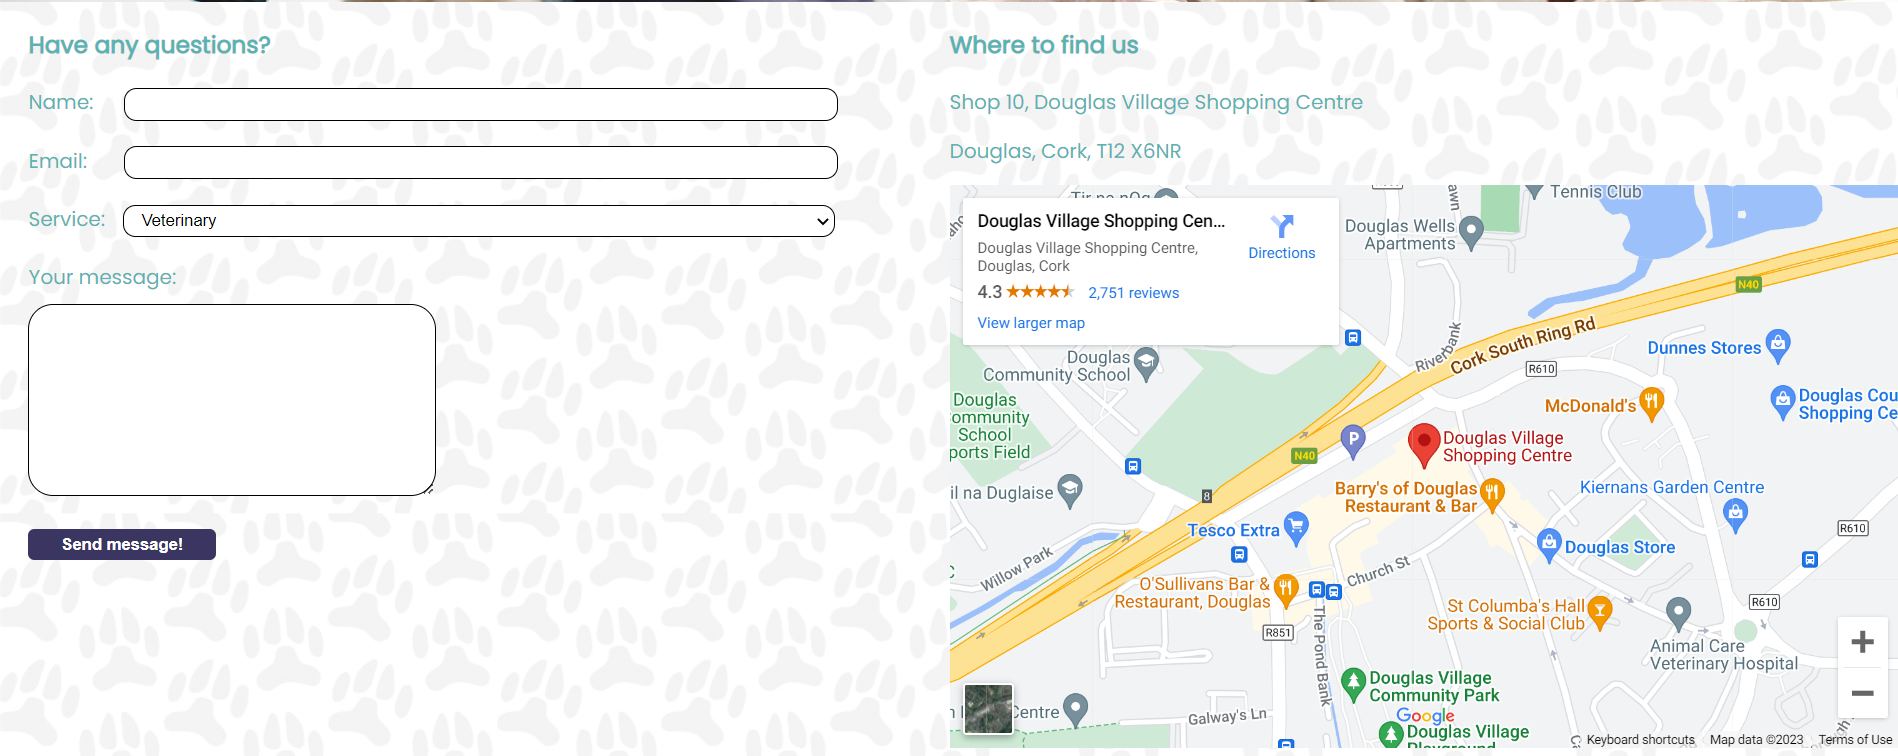 Have any questions?
Name:
Email:
Service:
Veterinary
Your message:
Send message!
Where to find us
Shop 10, Douglas Village Shopping Centre
Douglas, Cork, T12 X6NR
Douglas Village Shopping Cen...
Douglas Village Shopping Centre,
Douglas, Cork
4.3
2,751 reviews
View larger map
Directions
Tennis Club
Douglas Wells
Apartments
N40
Cork South Ring Rd
Riverbank
R610
Dunnes Stores
Douglas Cou
Shopping Ce
McDonald's
Douglas
Community School
Douglas
ommunity
School
ports Field
P
Douglas Village
Shopping Centre
N40
8
il na Duglaise
Barry's of Douglas
Restaurant & Bar
Kiernans Garden Centre
Tesco Extra
R610
Douglas Store
Willow Park
Church St
O'Sullivans Bar &
Restaurant, Douglas
R851
The Pond Bank
St Columba's Hall
Sports & Social Club
R610
Animal Care
Veterinary Hospital
Douglas Village
Community Park
Centre
Galway's Ln
Google
Douglas Village
Keyboard shortcuts
Map data ©2023
Terms of Use